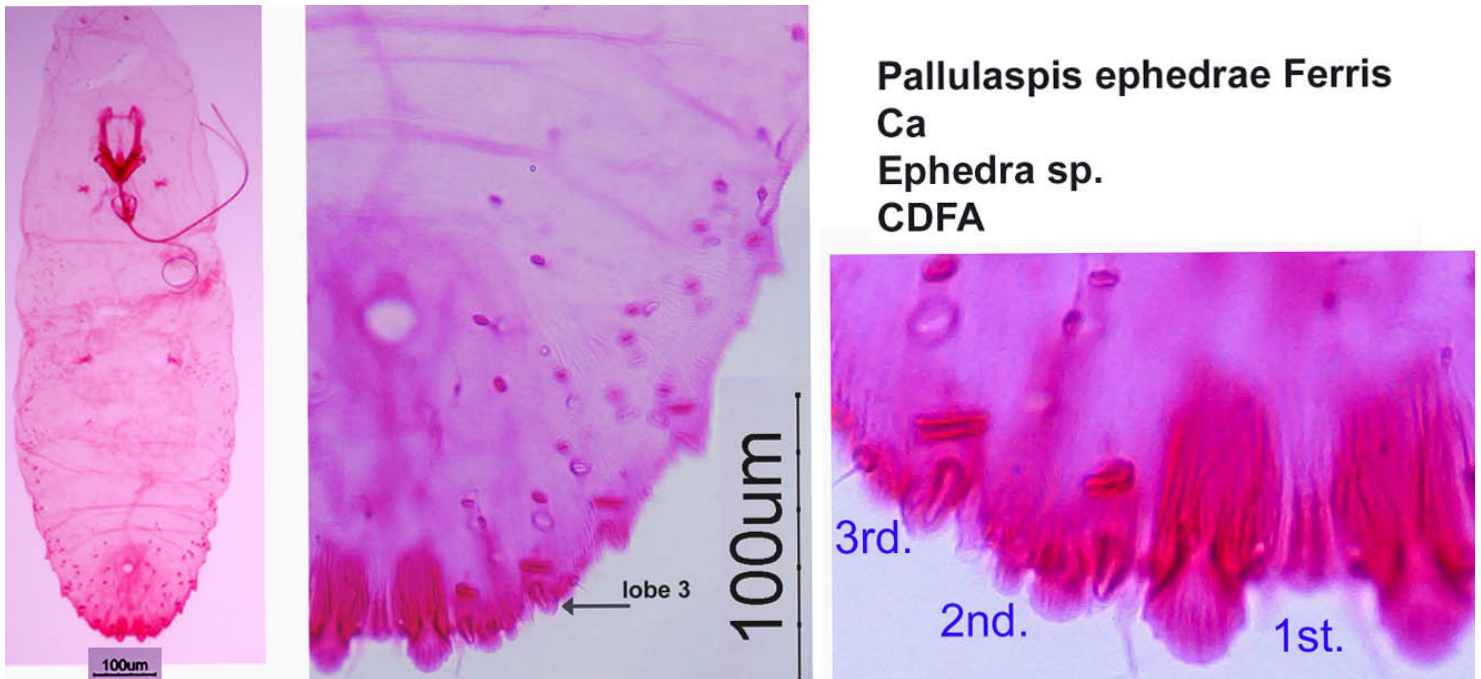 Pallulaspis ephedrae Ferris
Ca
Ephedra sp.
CDFA
lobe 3
100um
100um
3rd.
2nd.
1st.